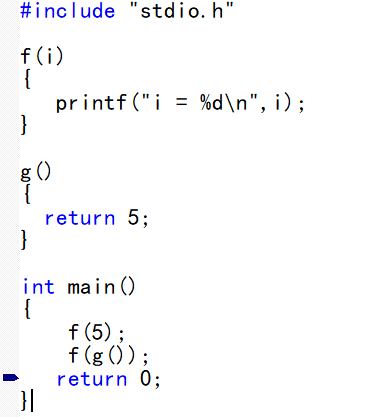 #include "stdio.h"
f(i)
{
printf("i = %d\n",i);
}
g()
{
return 5;
}
int main()
{
f(5);
f(g());
return 0;
}